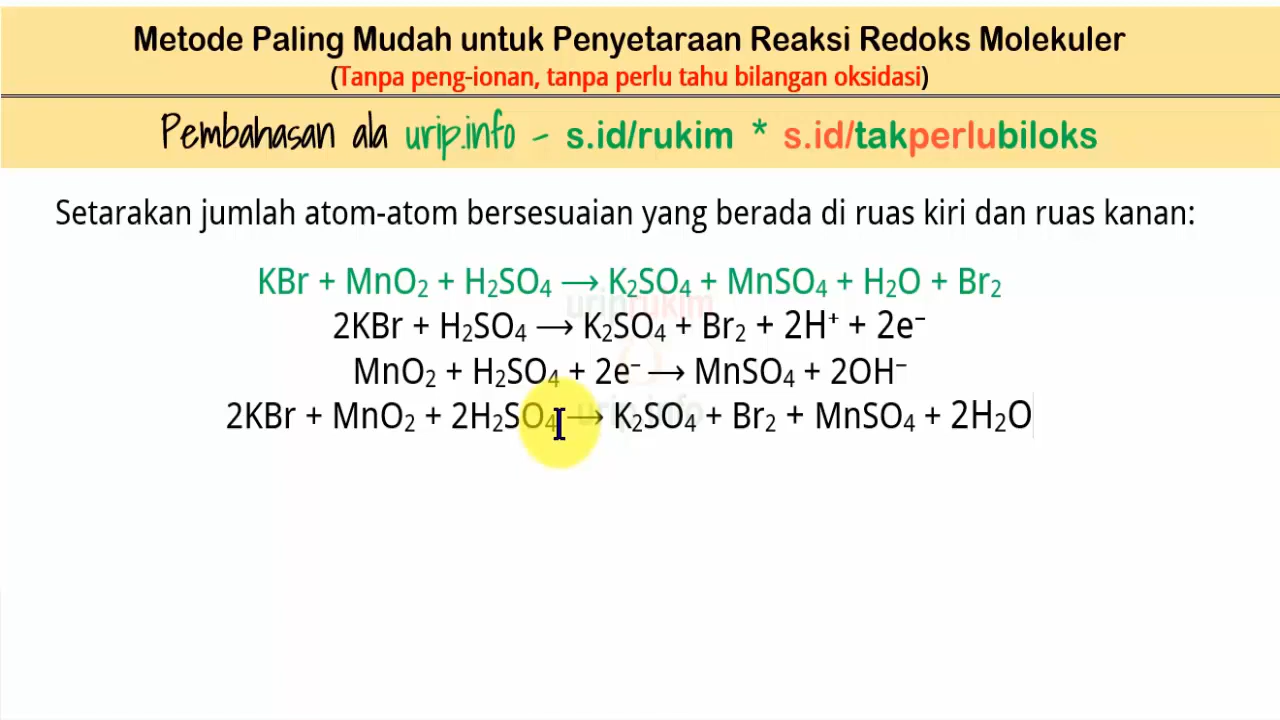 Metode Paling Mudah untuk Penyetaraan Reaksi Redoks Molekuler
(Tanpa peng-ionan, tanpa perlu tahu bilangan oksidasi)
Pembahasan ala urip.info - s.id/rukim * s.id/takperlubiloks
Setarakan jumlah atom-atom bersesuaian yang berada di ruas kiri dan ruas kanan:
KBr + MnO₂ + H₂SO₄ ⟶ K₂SO₄ + MnSO₄ + H₂O + Br₂
uriprukim
2KBr + H₂SO₄ ⟶ K₂SO₄ + Br₂ + 2H⁺ + 2e⁻
MnO₂ + H₂SO₄ + 2e⁻ ⟶ MnSO₄ + 2OH⁻
urip.info
2KBr + MnO₂ + 2H₂SO₄ ⟶ K₂SO₄ + Br₂ + MnSO₄ + 2H₂O